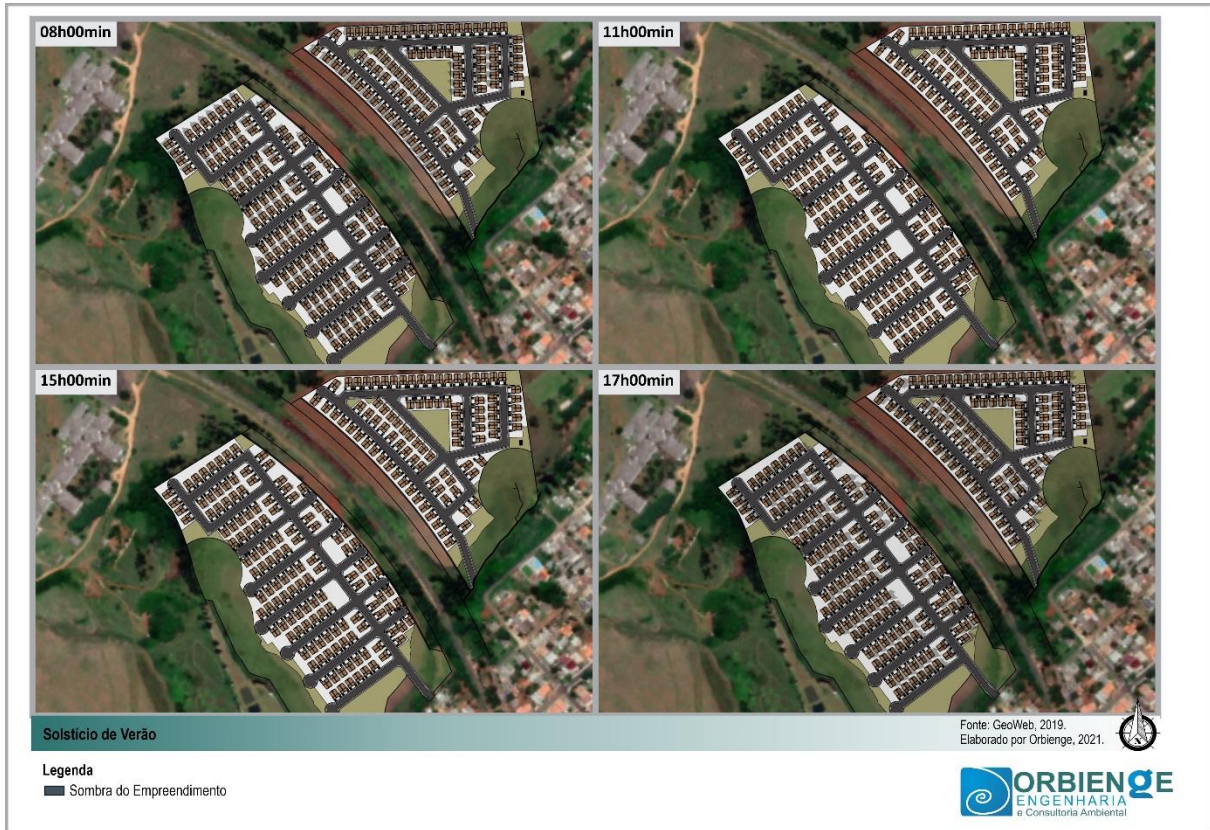 08h00min
11h00min
15h00min
17h00min
Solstício de Verão
Fonte: GeoWeb, 2019.
Elaborado por Orbienge, 2021.
Legenda
Sombra do Empreendimento
ORBIENGE
ENGENHARIA
e Consultoria Ambiental